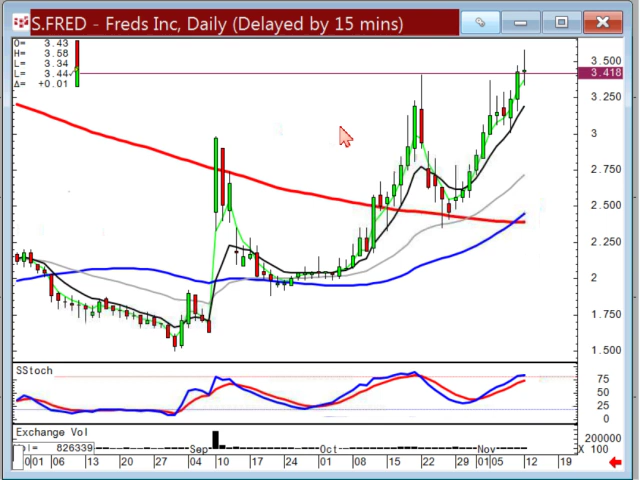 S.FRED - Freds Inc, Daily (Delayed by 15 mins)
O= 3.43
H= 3.58
L= 3.34
L= 3.44
Δ= +0.01
3.500
3.418
3.250
3
2.750
2.500
2.250
2
1.750
1.500
SStoch
75
50
25
0
Exchange Vol
Vol= 826339
200000
X 100
Sep Oct Nov
01 06 13 20 27 04 10 17 24 01 08 15 22 29 01 05 12 19